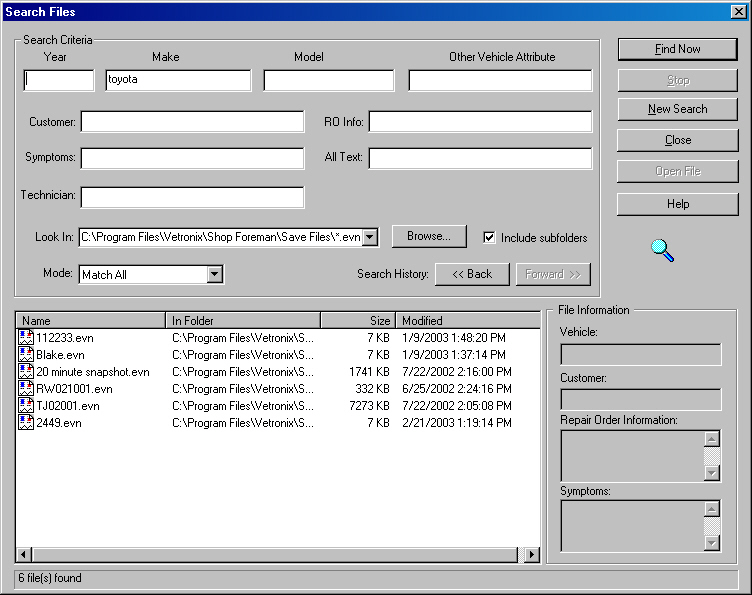 Search Files
Search Criteria
Year Make Model Other Vehicle Attribute
toyota
Customer: RO Info:
Symptoms: All Text:
Technician:
Look In: C:\Program Files\Vetronix\Shop Foreman\Save Files\*.evn Browse... Include subfolders
Mode: Match All Search History: << Back Forward >>
Find Now
Stop
New Search
Close
Open File
Help
Name In Folder Size Modified
112233.evn C:\Program Files\Vetronix\S... 7 KB 1/9/2003 1:48:20 PM
Blake.evn C:\Program Files\Vetronix\S... 7 KB 1/9/2003 1:37:14 PM
20 minute snapshot.evn C:\Program Files\Vetronix\S... 1741 KB 7/22/2002 2:16:00 PM
RW021001.evn C:\Program Files\Vetronix\S... 332 KB 6/25/2002 2:24:16 PM
TJ02001.evn C:\Program Files\Vetronix\S... 7273 KB 7/22/2002 2:05:08 PM
2449.evn C:\Program Files\Vetronix\S... 7 KB 2/21/2003 1:19:14 PM
File Information
Vehicle:
Customer:
Repair Order Information:
Symptoms:
6 file(s) found